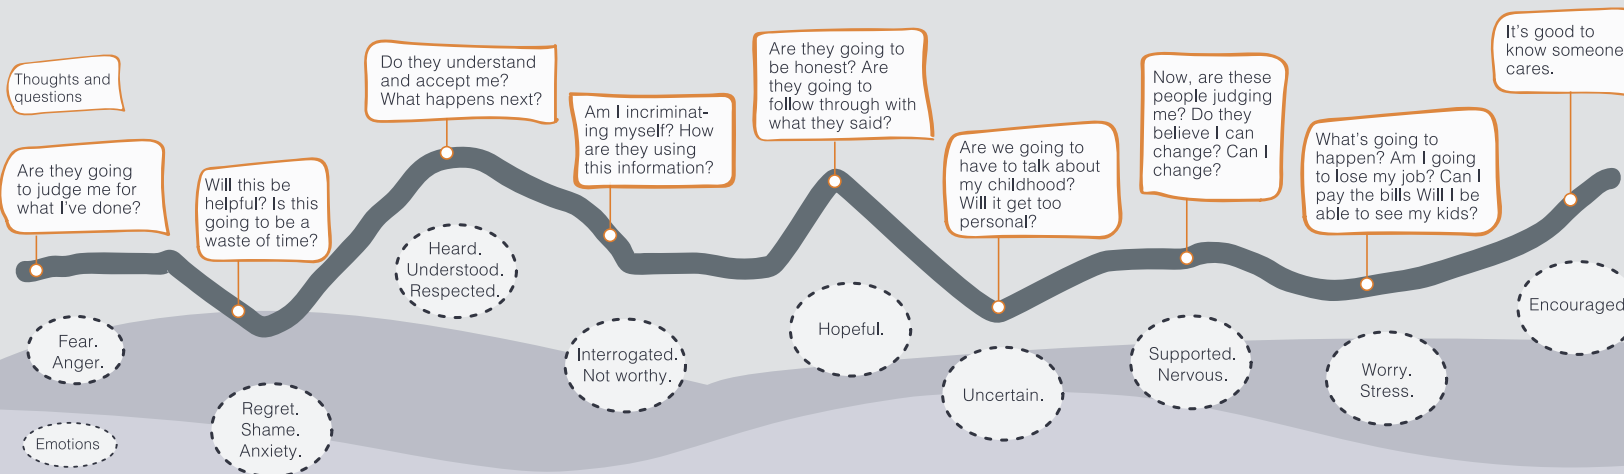 Thoughts and
questions
Are they going
to judge me for
what I've done?
Will this be
helpful? Is this
going to be a
waste of time?
Do they understand
and accept me?
What happens next?
Am I incriminat-
ing myself? How
are they using
this information?
Are they going to
be honest? Are
they going to
follow through with
what they said?
Are we going to
have to talk about
my childhood?
Will it get too
personal?
Now, are these
people judging
me? Do they
believe I can
change? Can I
change?
What's going to
happen? Am I going
to lose my job? Can I
pay the bills Will I be
able to see my kids?
It's good to
know someone
cares.
Fear.
Anger.
Regret.
Shame.
Anxiety.
Heard.
Understood.
Respected.
Interrogated.
Not worthy.
Hopeful.
Uncertain.
Supported.
Nervous.
Worry.
Stress.
Encouraged
Emotions